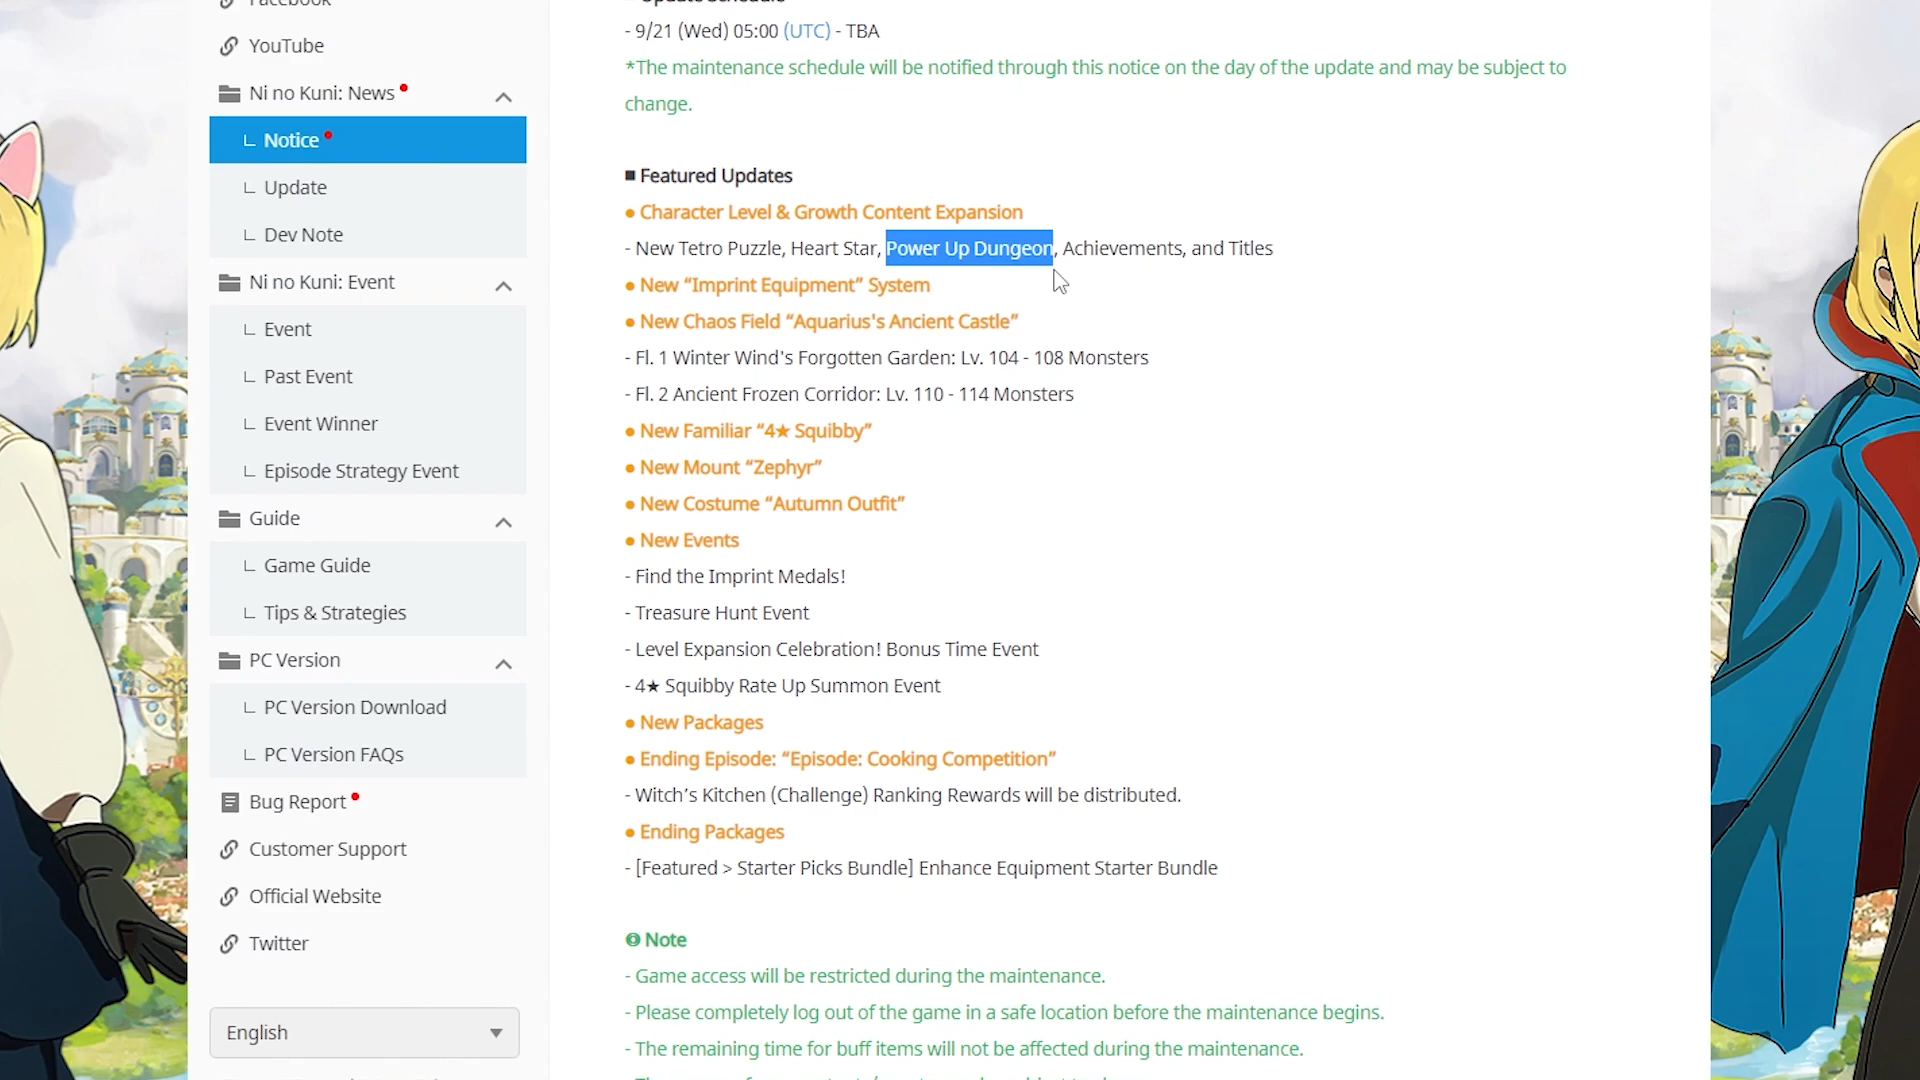 Facebook
YouTube
Ni no Kuni: News
Notice
Update
Dev Note
Ni no Kuni: Event
Event
Past Event
Event Winner
Episode Strategy Event
Guide
Game Guide
Tips & Strategies
PC Version
PC Version Download
PC Version FAQs
Bug Report
Customer Support
Official Website
Twitter
English
Update Schedule
- 9/21 (Wed) 05:00 (UTC) - TBA
*The maintenance schedule will be notified through this notice on the day of the update and may be subject to
change.
■ Featured Updates
● Character Level & Growth Content Expansion
- New Tetro Puzzle, Heart Star, Power Up Dungeon, Achievements, and Titles
● New “Imprint Equipment” System
● New Chaos Field “Aquarius's Ancient Castle”
- Fl. 1 Winter Wind's Forgotten Garden: Lv. 104 - 108 Monsters
- Fl. 2 Ancient Frozen Corridor: Lv. 110 - 114 Monsters
● New Familiar “4★ Squibby”
● New Mount “Zephyr”
● New Costume “Autumn Outfit”
● New Events
- Find the Imprint Medals!
- Treasure Hunt Event
- Level Expansion Celebration! Bonus Time Event
- 4★ Squibby Rate Up Summon Event
● New Packages
● Ending Episode: “Episode: Cooking Competition”
- Witch’s Kitchen (Challenge) Ranking Rewards will be distributed.
● Ending Packages
- [Featured > Starter Picks Bundle] Enhance Equipment Starter Bundle
Note
- Game access will be restricted during the maintenance.
- Please completely log out of the game in a safe location before the maintenance begins.
- The remaining time for buff items will not be affected during the maintenance.